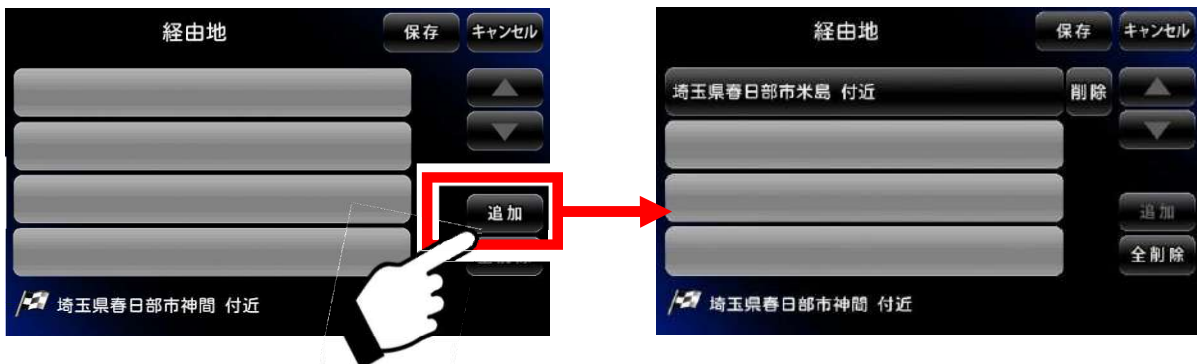 経由地
保存
キャンセル
追加
埼玉県春日部市神間 付近
経由地
保存
キャンセル
埼玉県春日部市米島 付近
削除
追加
全削除
埼玉県春日部市神間 付近